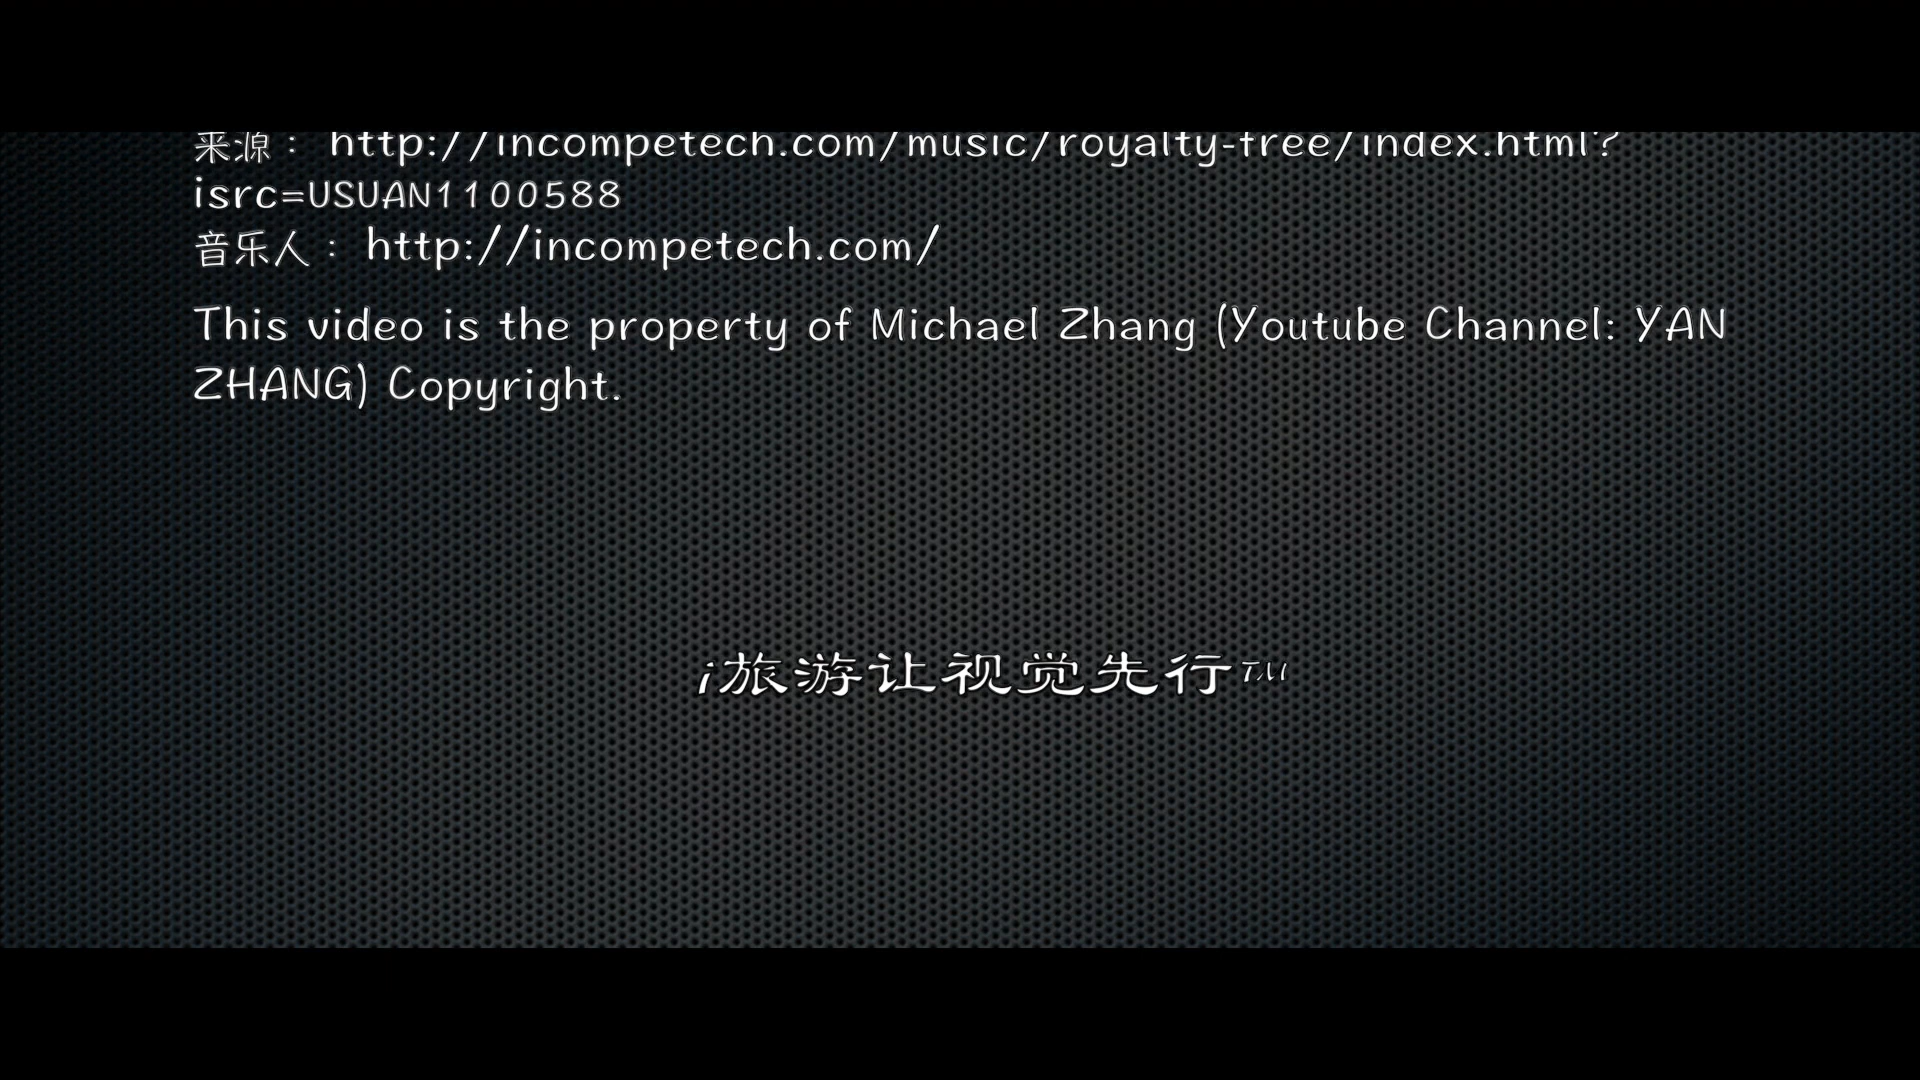 来源： http://incompetech.com/music/royalty-free/index.html?
isrc=USUAN1100588
音乐人： http://incompetech.com/
This video is the property of Michael Zhang (Youtube Channel: YAN
ZHANG) Copyright.
i旅游让视觉先行™